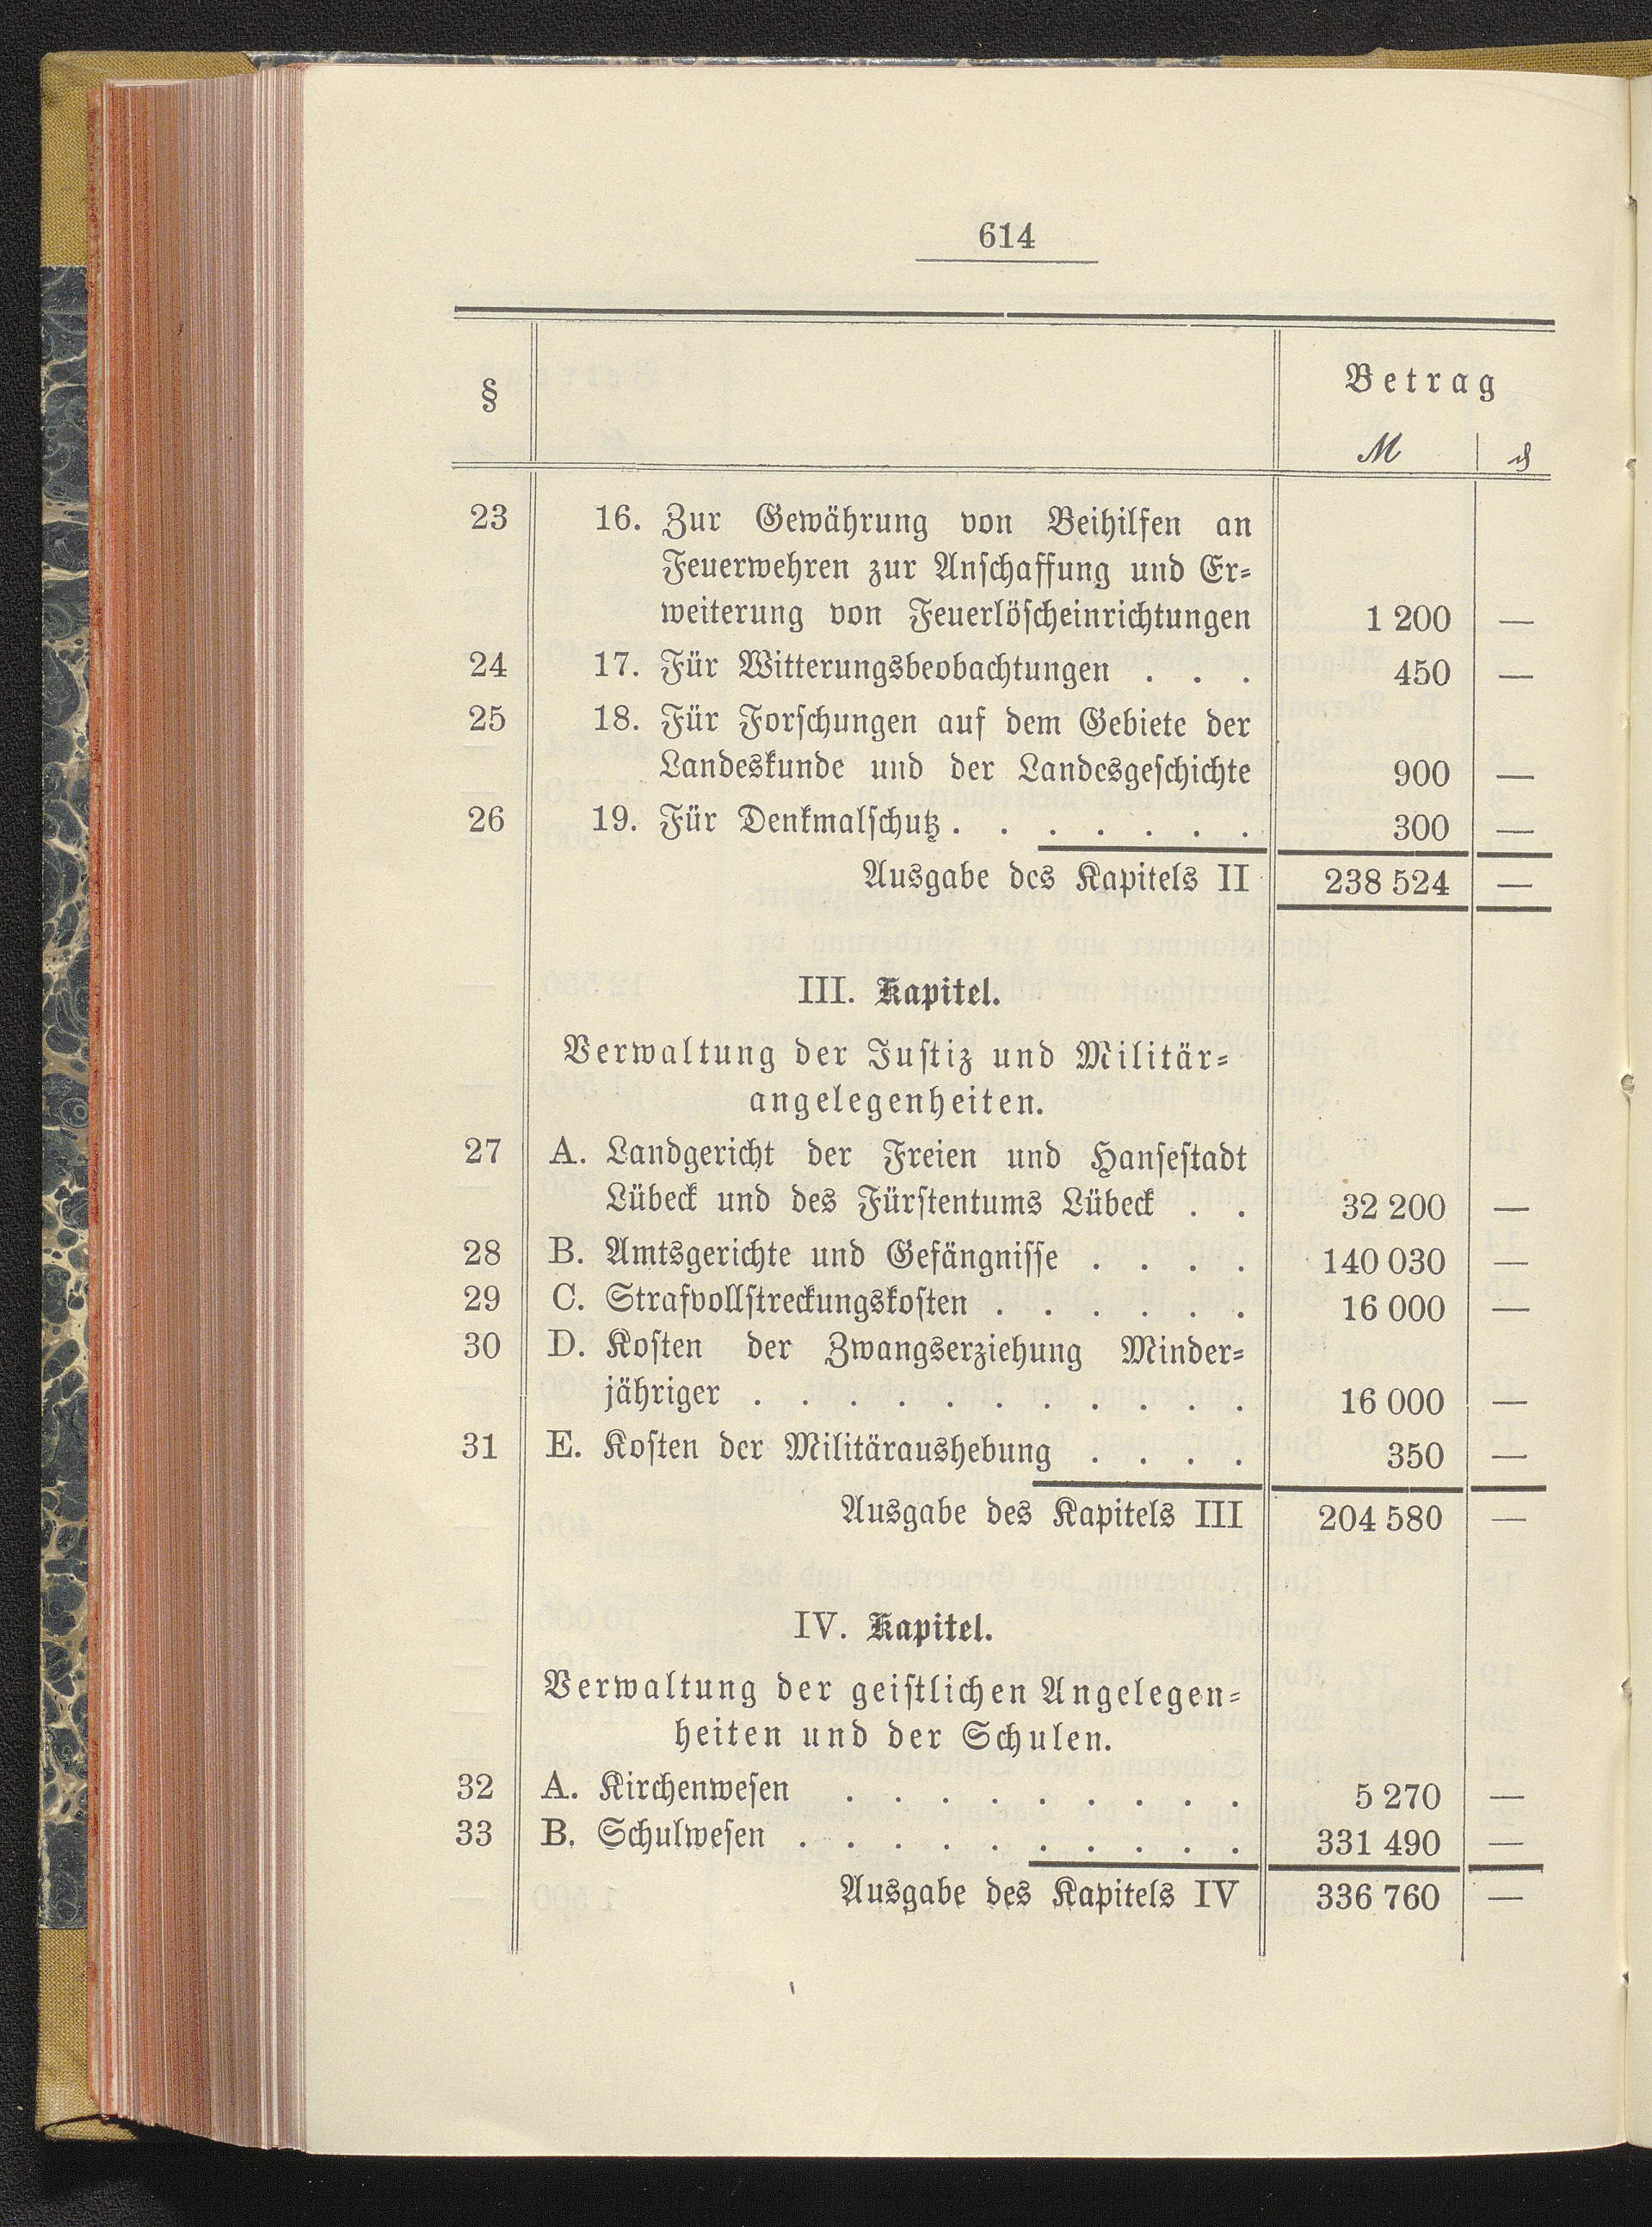 614
§ Betrag
ℳ ₰
23 16. Zur Gewährung von Beihilfen an
Feuerwehren zur Anschaffung und Er-
weiterung von Feuerlöscheinrichtungen 1 200 —
24 17. Für Witterungsbeobachtungen . . . 450 —
25 18. Für Forschungen auf dem Gebiete der
Landeskunde und der Landesgeschichte 900 —
26 19. Für Denkmalschutz . . . . . . . 300 —
Ausgabe des Kapitels II 238 524 —
III. Kapitel.
Verwaltung der Justiz und Militär-
angelegenheiten.
27 A. Landgericht der Freien und Hansestadt
Lübeck und des Fürstentums Lübeck . . 32 200 —
28 B. Amtsgerichte und Gefängnisse . . . . 140 030 —
29 C. Strafvollstreckungskosten . . . . . . 16 000 —
30 D. Kosten der Zwangserziehung Minder-
jähriger . . . . . . . . . . . 16 000 —
31 E. Kosten der Militäraushebung . . . . 350 —
Ausgabe des Kapitels III 204 580 —
IV. Kapitel.
Verwaltung der geistlichen Angelegen-
heiten und der Schulen.
32 A. Kirchenwesen . . . . . . . . . 5 270 —
33 B. Schulwesen . . . . . . . . . . 331 490 —
Ausgabe des Kapitels IV 336 760 —